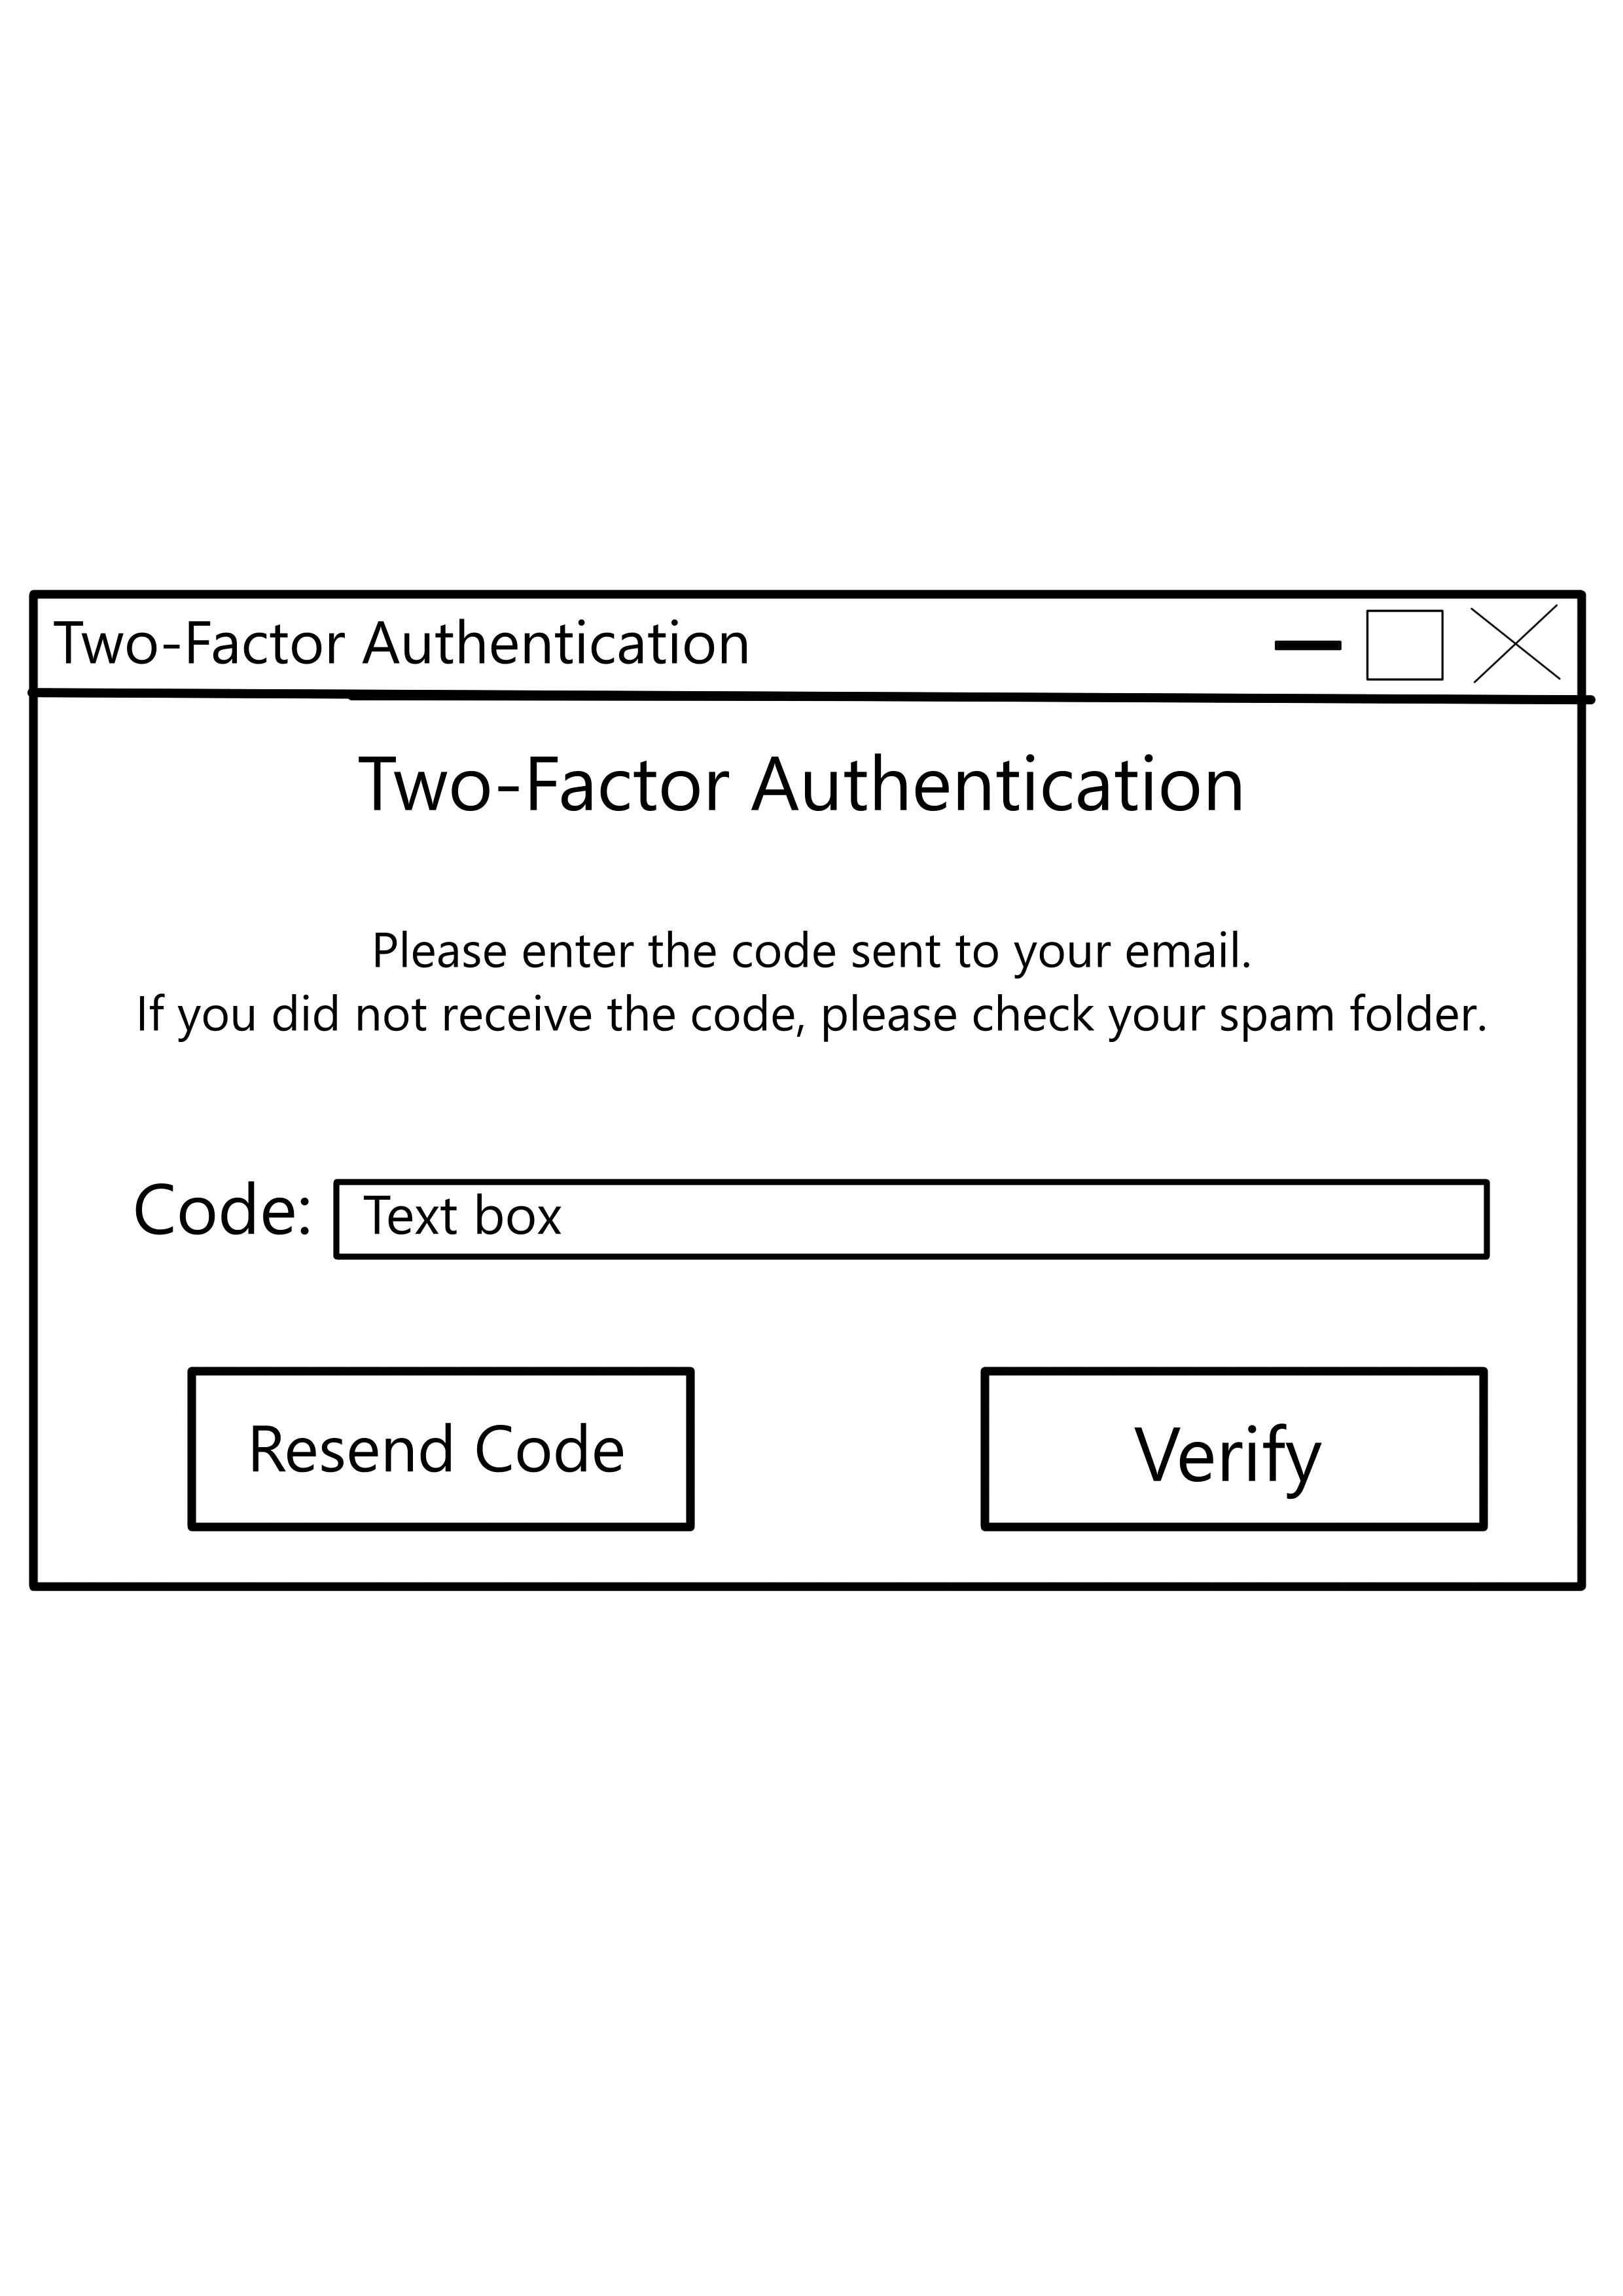 Two-Factor Authentication
Two-Factor Authentication
Please enter the code sent to your email.
If you did not receive the code, please check your spam folder.
Code: Text box
Resend Code Verify